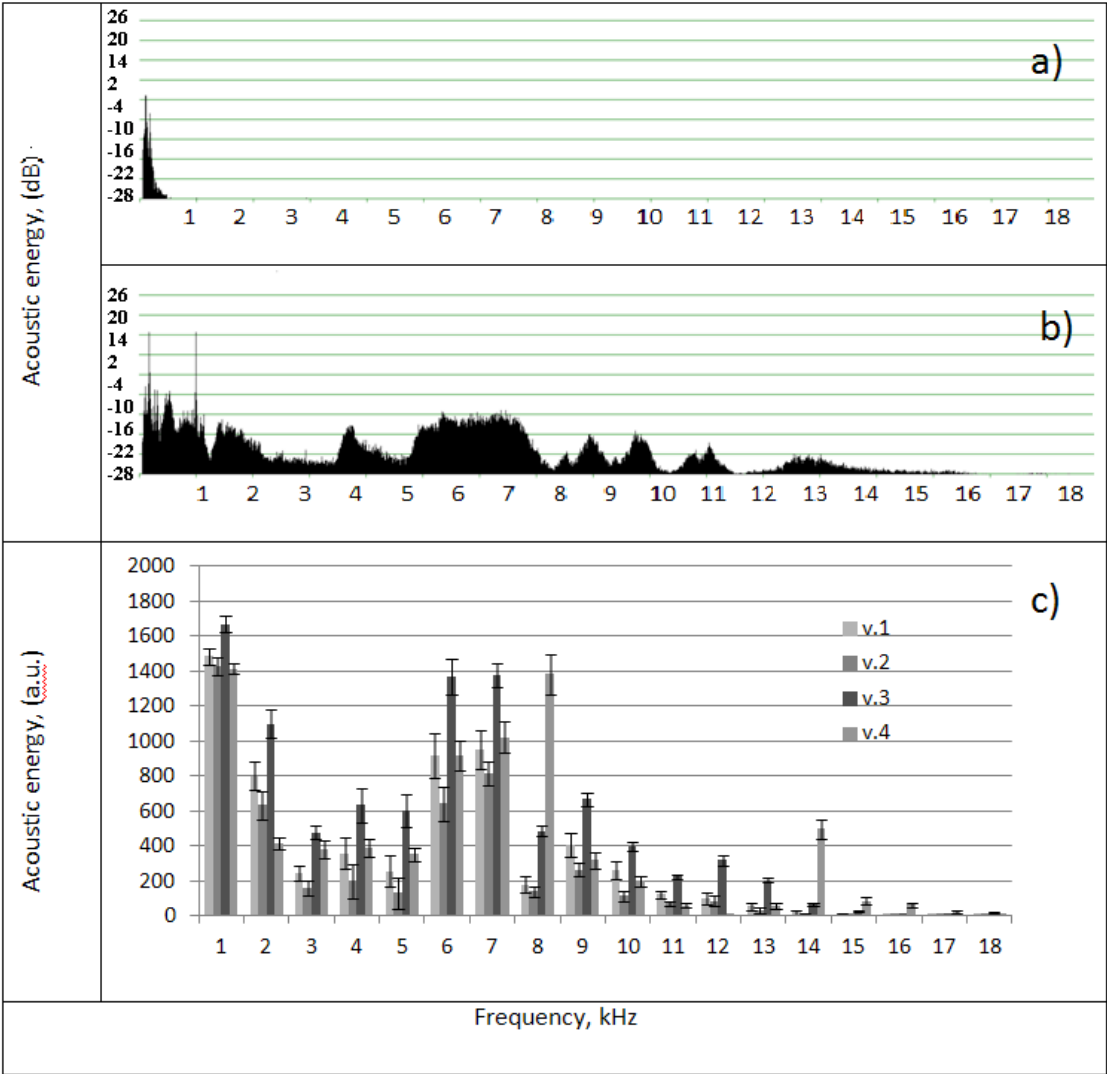 Acoustic energy, (dB)
26
20
14
2
-4
-10
-16
-22
-28
a)
1 2 3 4 5 6 7 8 9 10 11 12 13 14 15 16 17 18
26
20
14
2
-4
-10
-16
-22
-28
b)
1 2 3 4 5 6 7 8 9 10 11 12 13 14 15 16 17 18
Acoustic energy, (a.u.)
2000
1800
1600
1400
1200
1000
800
600
400
200
0
c)
v.1
v.2
v.3
v.4
1 2 3 4 5 6 7 8 9 10 11 12 13 14 15 16 17 18
Frequency, kHz